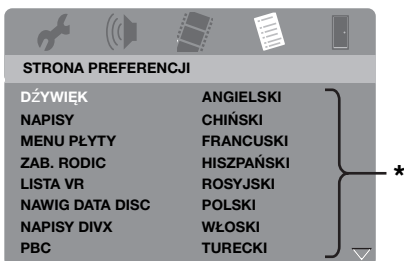 STRONA PREFERENCJI
DŹYWIĘK ANGIELSKI
NAPISY CHIŃSKI
MENU PŁYTY FRANCUSKI
ZAB. RODIC HISZPAŃSKI
LISTA VR ROSYJSKI
NAWIG DATA DISC POLSKI
NAPISY DIVX WŁOSKI
PBC TURECKI
*